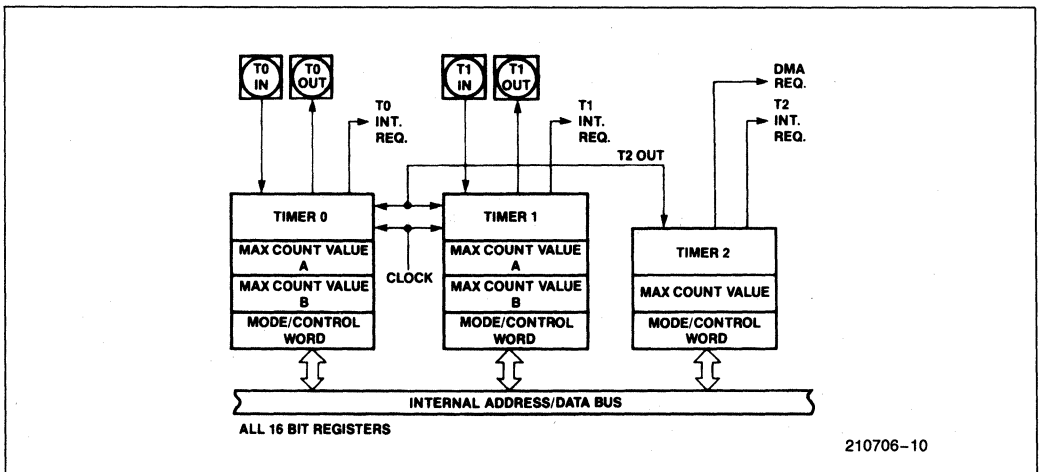 T0
IN
T0
OUT
T0
INT.
REQ.
T1
IN
T1
OUT
T1
INT.
REQ.
DMA
REQ.
T2
INT.
REQ.
T2 OUT
CLOCK
TIMER 0
MAX COUNT VALUE
A
MAX COUNT VALUE
B
MODE/CONTROL
WORD
TIMER 1
MAX COUNT VALUE
A
MAX COUNT VALUE
B
MODE/CONTROL
WORD
TIMER 2
MAX COUNT VALUE
MODE/CONTROL
WORD
INTERNAL ADDRESS/DATA BUS
ALL 16 BIT REGISTERS
210706–10